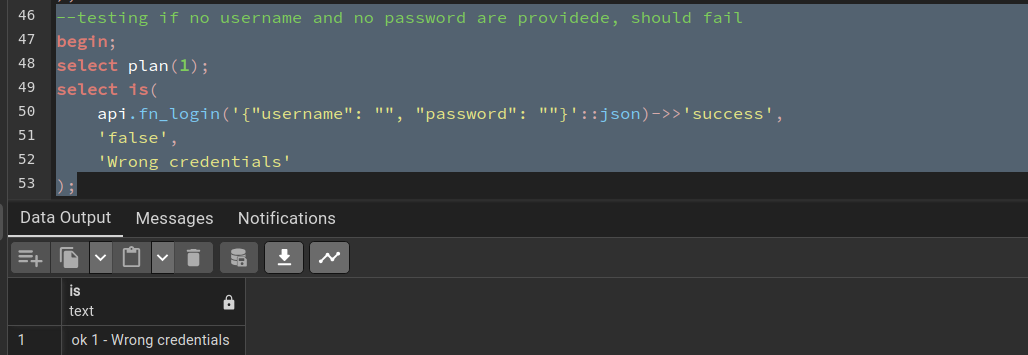 46 --testing if no username and no password are providede, should fail
47 begin;
48 select plan(1);
49 select is(
50 api.fn_login('{"username": "", "password": ""}'::json)->>'success',
51 'false',
52 'Wrong credentials'
53 );
Data Output Messages Notifications
is
text
1 ok 1 - Wrong credentials